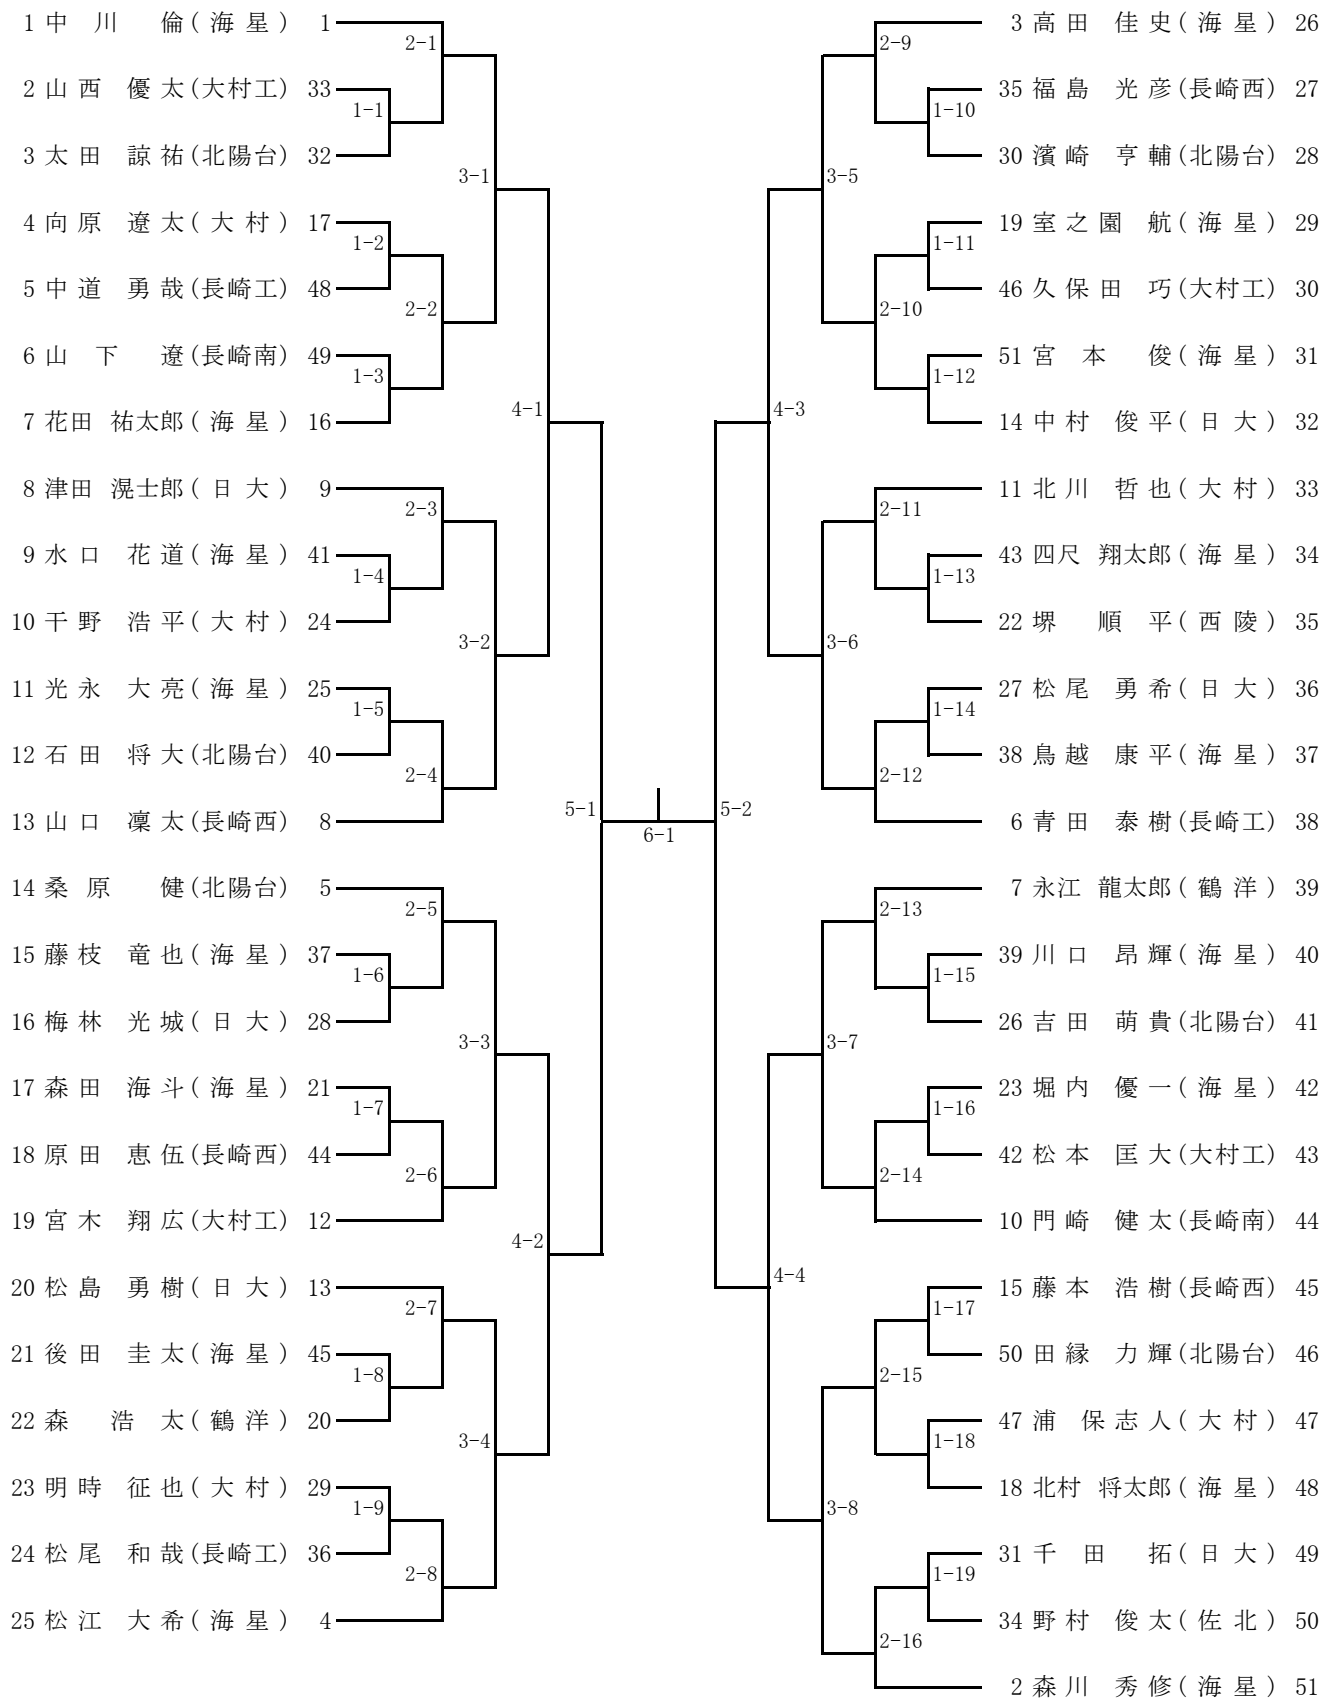 1 中川 倫(海星) 1
2-1
2 山西 優太(大村工) 33
1-1
3 太田 諒祐(北陽台) 32
3-1
4 向原 遼太(大村) 17
1-2
5 中道 勇哉(長崎工) 48
2-2
6 山下 遼(長崎南) 49
1-3
7 花田 祐太郎(海星) 16
4-1
8 津田 滉士郎(日大) 9
2-3
9 水口 花道(海星) 41
1-4
10 干野 浩平(大村) 24
3-2
11 光永 大亮(海星) 25
1-5
12 石田 将大(北陽台) 40
2-4
13 山口 凜太(長崎西) 8
5-1
6-1
14 桑原 健(北陽台) 5
2-5
15 藤枝 竜也(海星) 37
1-6
16 梅林 光城(日大) 28
3-3
17 森田 海斗(海星) 21
1-7
18 原田 恵伍(長崎西) 44
2-6
19 宮木 翔広(大村工) 12
4-2
20 松島 勇樹(日大) 13
2-7
21 後田 圭太(海星) 45
1-8
22 森 浩太(鶴洋) 20
3-4
23 明時 征也(大村) 29
1-9
24 松尾 和哉(長崎工) 36
2-8
25 松江 大希(海星) 4
3 高田 佳史(海星) 26
2-9
35 福島 光彦(長崎西) 27
1-10
30 濱崎 亨輔(北陽台) 28
3-5
19 室之園 航(海星) 29
1-11
46 久保田 巧(大村工) 30
2-10
51 宮本 俊(海星) 31
1-12
14 中村 俊平(日大) 32
4-3
11 北川 哲也(大村) 33
2-11
43 四尺 翔太郎(海星) 34
1-13
22 堺 順平(西陵) 35
3-6
27 松尾 勇希(日大) 36
1-14
38 鳥越 康平(海星) 37
2-12
6 青田 泰樹(長崎工) 38
5-2
7 永江 龍太郎(鶴洋) 39
2-13
39 川口 昂輝(海星) 40
1-15
26 吉田 萌貴(北陽台) 41
3-7
23 堀内 優一(海星) 42
1-16
42 松本 匡大(大村工) 43
2-14
10 門崎 健太(長崎南) 44
4-4
15 藤本 浩樹(長崎西) 45
1-17
50 田縁 力輝(北陽台) 46
2-15
47 浦 保志人(大村) 47
1-18
18 北村 将太郎(海星) 48
3-8
31 千田 拓(日大) 49
1-19
34 野村 俊太(佐北) 50
2-16
2 森川 秀修(海星) 51